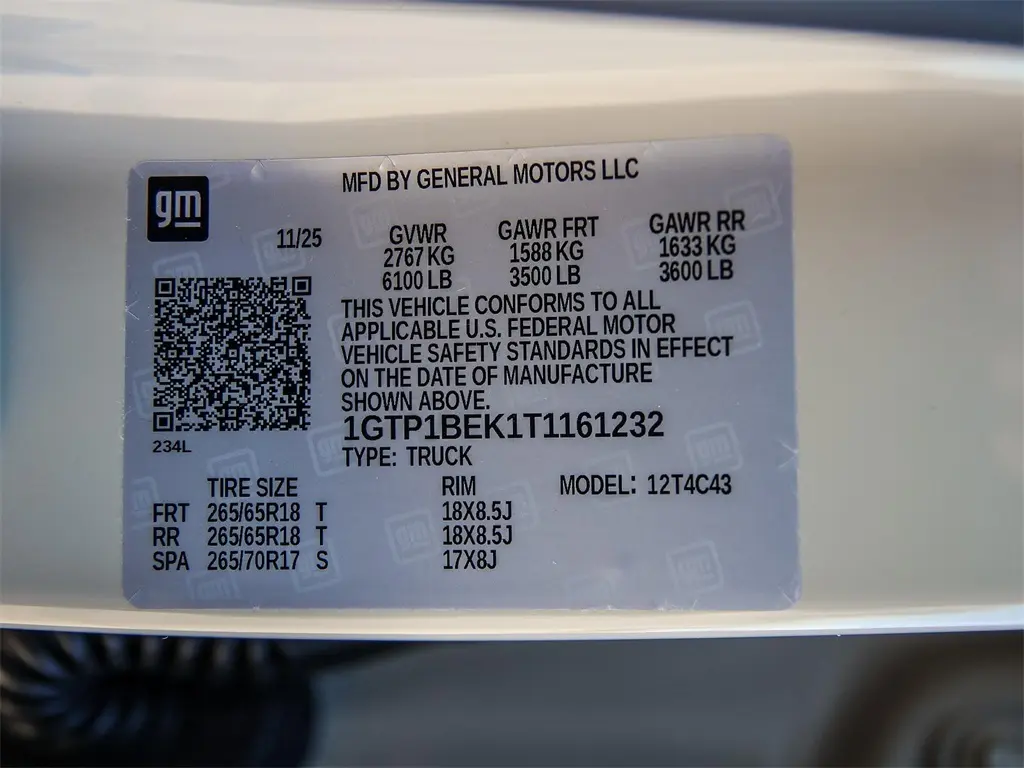 gm
MFD BY GENERAL MOTORS LLC
11/25
GVWR
2767 KG
6100 LB
GAWR FRT
1588 KG
3500 LB
GAWR RR
1633 KG
3600 LB
THIS VEHICLE CONFORMS TO ALL
APPLICABLE U.S. FEDERAL MOTOR
VEHICLE SAFETY STANDARDS IN EFFECT
ON THE DATE OF MANUFACTURE
SHOWN ABOVE.
234L
1GTP1BEK1T1161232
TYPE: TRUCK
TIRE SIZE RIM MODEL: 12T4C43
FRT 265/65R18 T 18X8.5J
RR 265/65R18 T 18X8.5J
SPA 265/70R17 S 17X8J